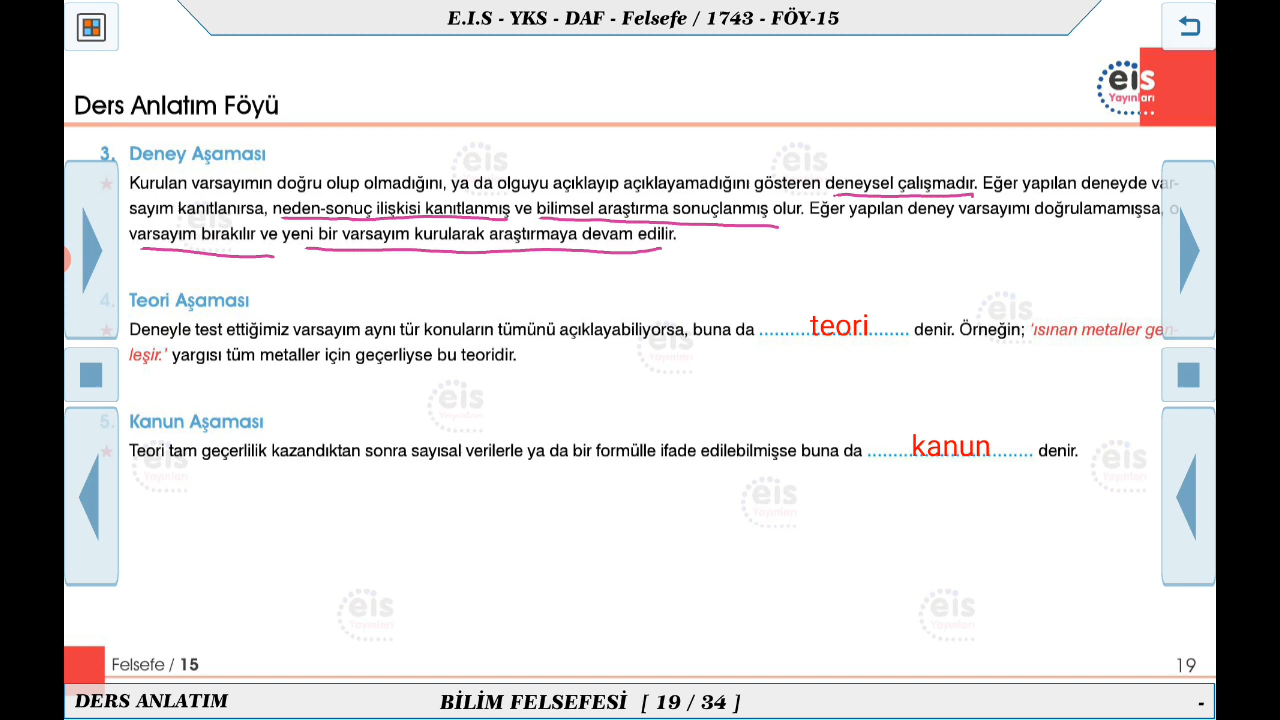 E.I.S - YKS - DAF - Felsefe / 1743 - FÖY-15
eis
Yayınları
Ders Anlatım Föyü
3. Deney Aşaması
Kurulan varsayımın doğru olup olmadığını, ya da olguyu açıklayıp açıklayamadığını gösteren deneysel çalışmadır. Eğer yapılan deneyde var-
sayım kanıtlanırsa, neden-sonuç ilişkisi kanıtlanmış ve bilimsel araştırma sonuçlanmış olur. Eğer yapılan deney varsayımı doğrulamamışsa, o
varsayım bırakılır ve yeni bir varsayım kurularak araştırmaya devam edilir.
4. Teori Aşaması
Deneyle test ettiğimiz varsayım aynı tür konuların tümünü açıklayabiliyorsa, buna da ........ teori ........ denir. Örneğin; 'ısınan metaller gen-
leşir.' yargısı tüm metaller için geçerliyse bu teoridir.
5. Kanun Aşaması
Teori tam geçerlilik kazandıktan sonra sayısal verilerle ya da bir formülle ifade edilebilmişse buna da ........ kanun ........ denir.
Felsefe / 15
19
DERS ANLATIM
BİLİM FELSEFESİ [ 19 / 34 ]
-